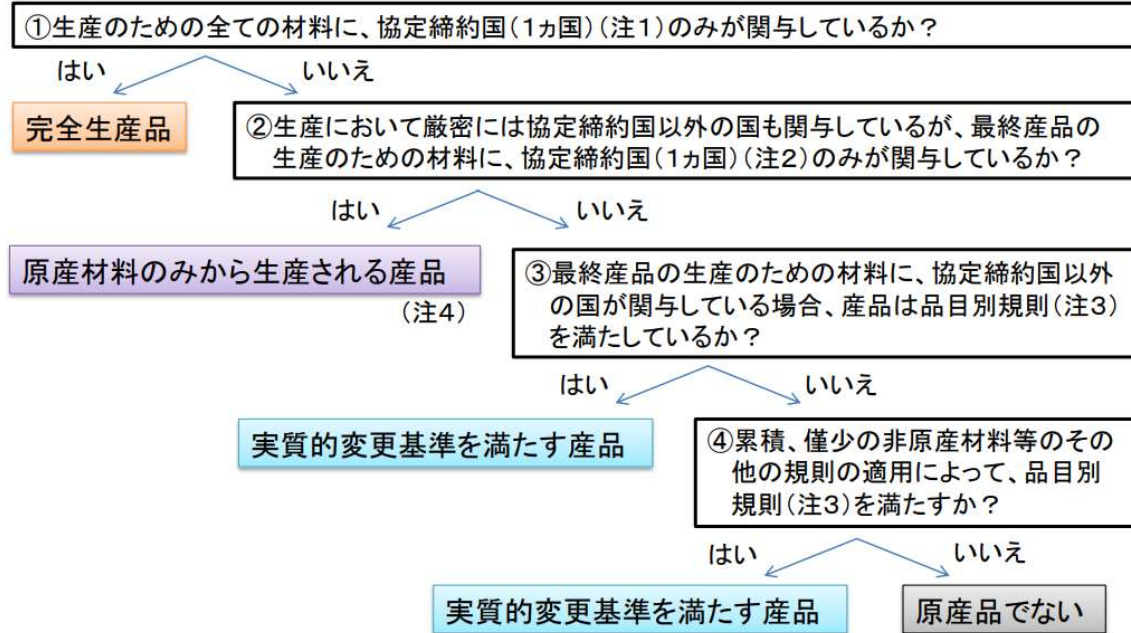 ①生産のための全ての材料に、協定締約国(1ヵ国)(注1)のみが関与しているか？
はい
いいえ
完全生産品
②生産において厳密には協定締約国以外の国も関与しているが、最終産品の
生産のための材料に、協定締約国(1ヵ国)(注2)のみが関与しているか？
はい
いいえ
原産材料のみから生産される産品
(注4)
③最終産品の生産のための材料に、協定締約国以外
の国が関与している場合、産品は品目別規則(注3)
を満たしているか？
はい
いいえ
実質的変更基準を満たす産品
④累積、僅少の非原産材料等のその
他の規則の適用によって、品目別
規則(注3)を満たすか？
はい
いいえ
実質的変更基準を満たす産品
原産品でない